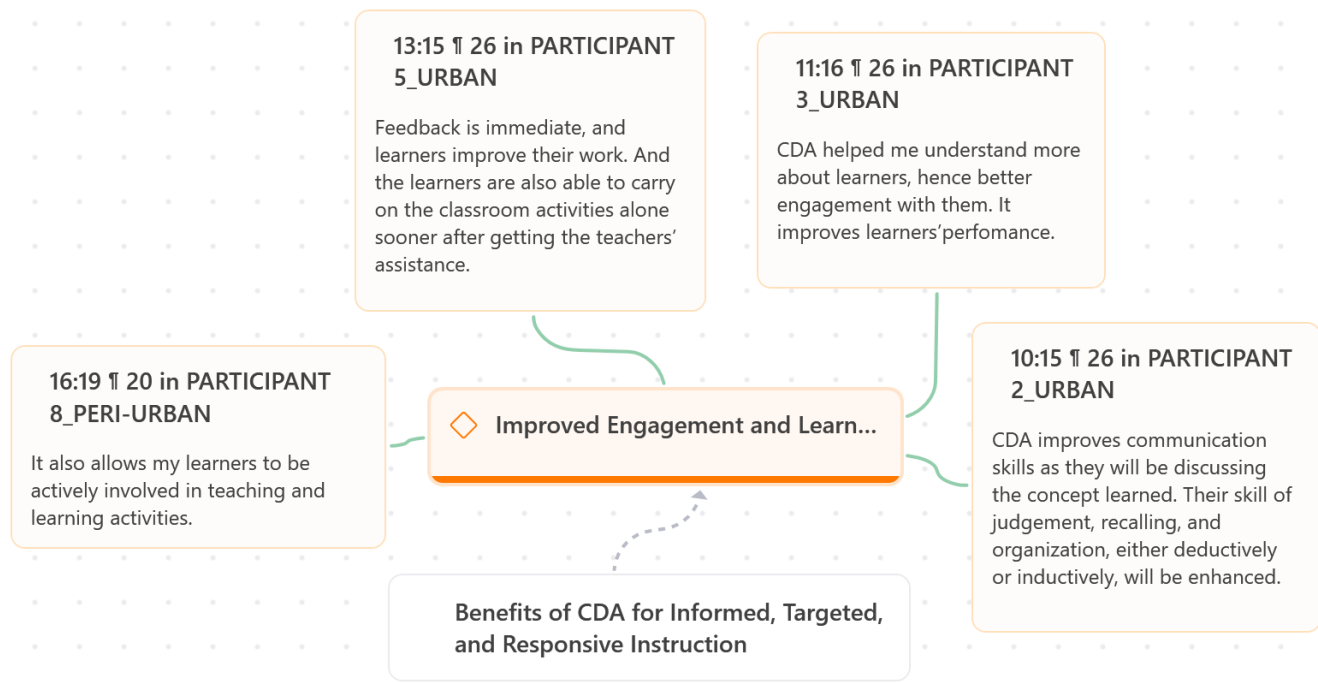 13:15 ¶ 26 in PARTICIPANT
5_URBAN
Feedback is immediate, and
learners improve their work. And
the learners are also able to carry
on the classroom activities alone
sooner after getting the teachers’
assistance.
11:16 ¶ 26 in PARTICIPANT
3_URBAN
CDA helped me understand more
about learners, hence better
engagement with them. It
improves learners’perfomance.
16:19 ¶ 20 in PARTICIPANT
8_PERI-URBAN
It also allows my learners to be
actively involved in teaching and
learning activities.
Improved Engagement and Learn...
10:15 ¶ 26 in PARTICIPANT
2_URBAN
CDA improves communication
skills as they will be discussing
the concept learned. Their skill of
judgement, recalling, and
organization, either deductively
or inductively, will be enhanced.
Benefits of CDA for Informed, Targeted,
and Responsive Instruction